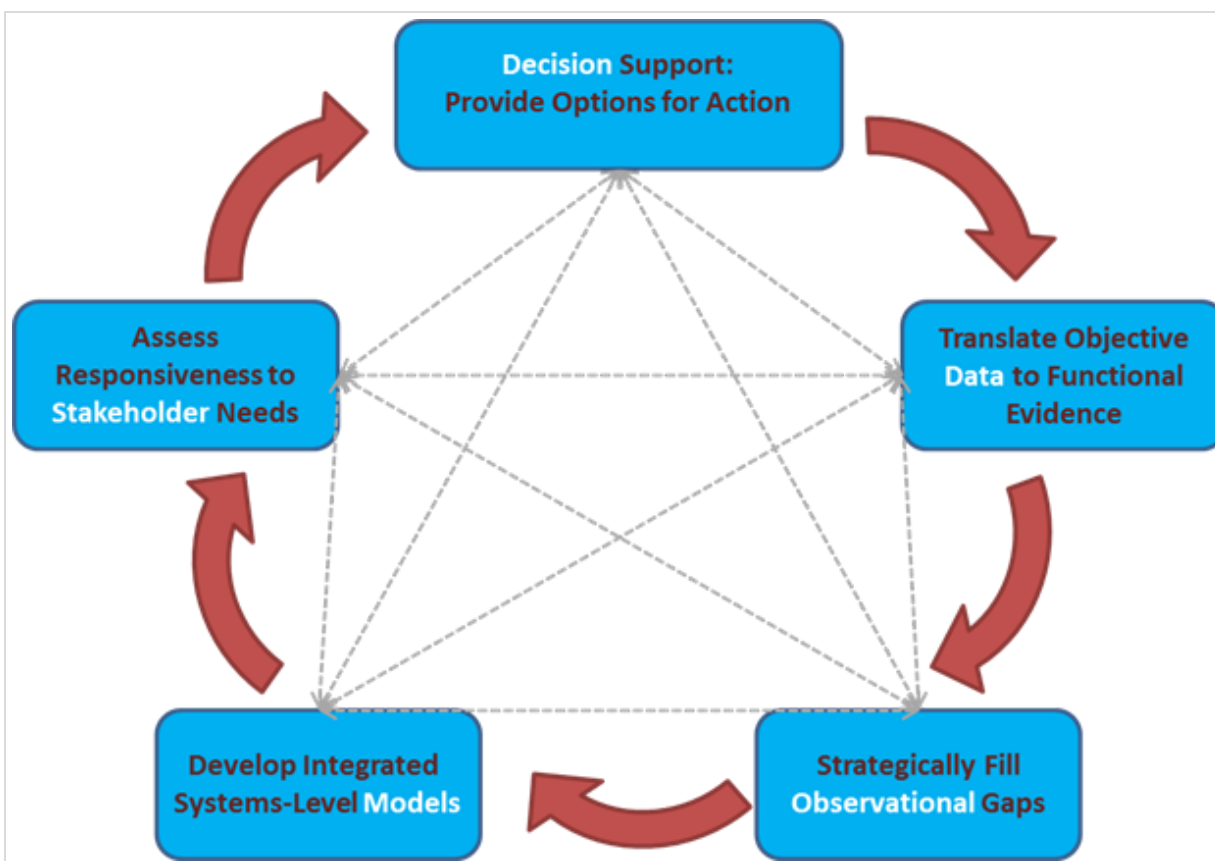 Decision Support:
Provide Options for Action
Assess
Responsiveness to
Stakeholder Needs
Translate Objective
Data to Functional
Evidence
Develop Integrated
Systems-Level Models
Strategically Fill
Observational Gaps